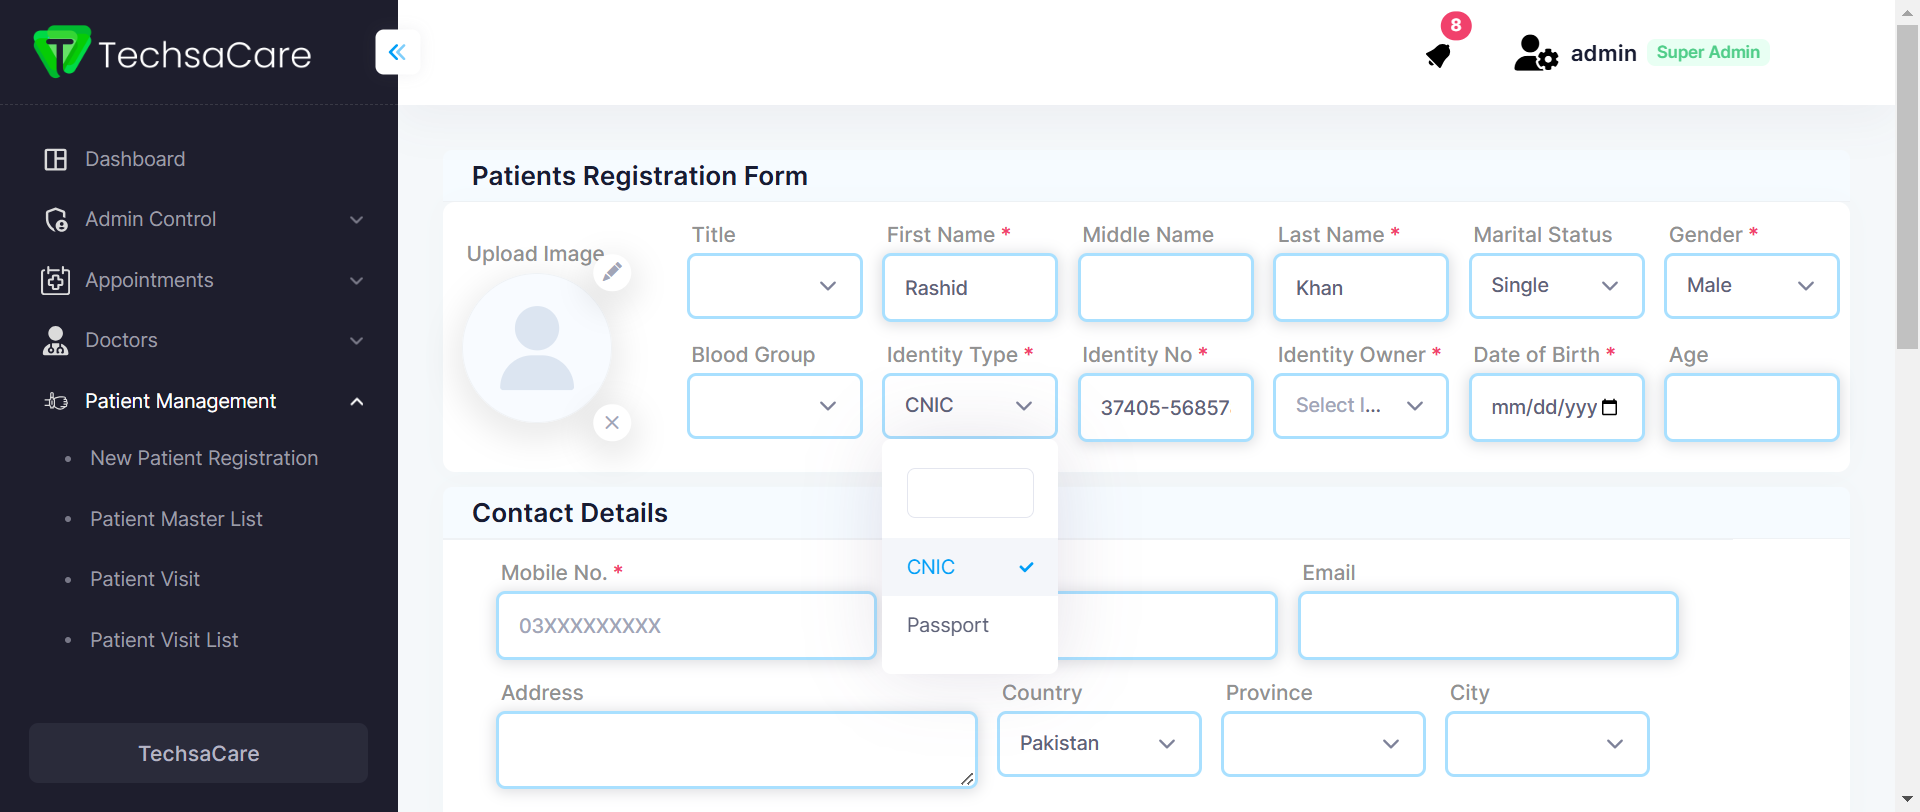 TechsaCare
8
admin Super Admin
Dashboard
Admin Control
Appointments
Doctors
Patient Management
New Patient Registration
Patient Master List
Patient Visit
Patient Visit List
TechsaCare
Patients Registration Form
Upload Image
Title First Name * Middle Name Last Name * Marital Status Gender *
Rashid Khan Single Male
Blood Group Identity Type * Identity No * Identity Owner * Date of Birth * Age
CNIC 37405-56857 Select I... mm/dd/yyy
CNIC
Passport
Contact Details
Mobile No. * Email
03XXXXXXXXX
Address Country Province City
Pakistan